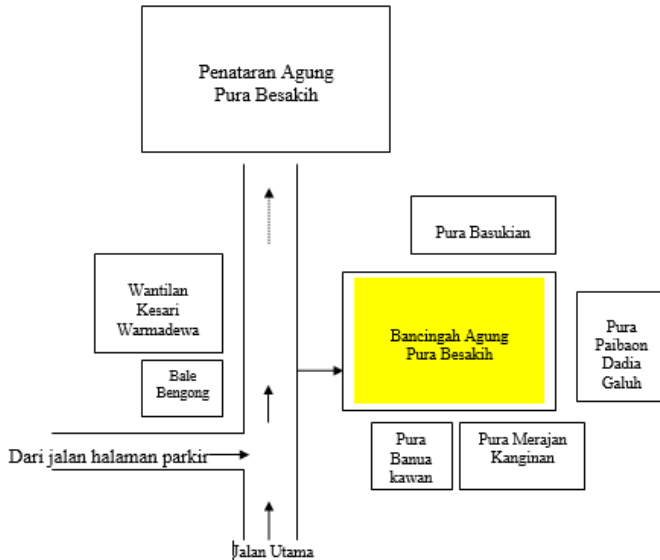 Penataran Agung
Pura Besakih
Pura Basukian
Wantilan
Kesari
Warmadewa
Bancingah Agung
Pura Besakih
Pura
Paibaon
Dadia
Galuh
Bale
Bengong
Pura
Banua
kawan
Pura Merajan
Kanginan
Dari jalan halaman parkir
Jalan Utama